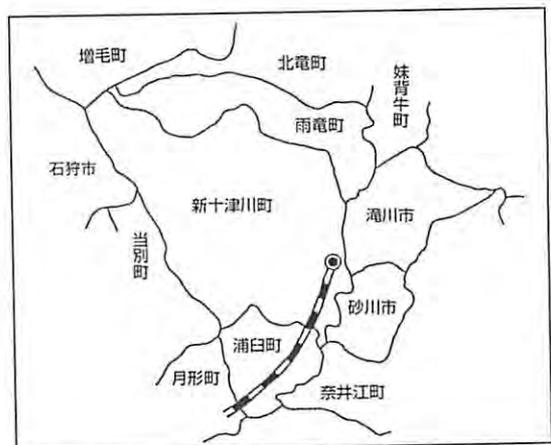 増毛町
北竜町
妹背牛町
雨竜町
石狩市
新十津川町
滝川市
当別町
砂川市
浦臼町
月形町
奈井江町